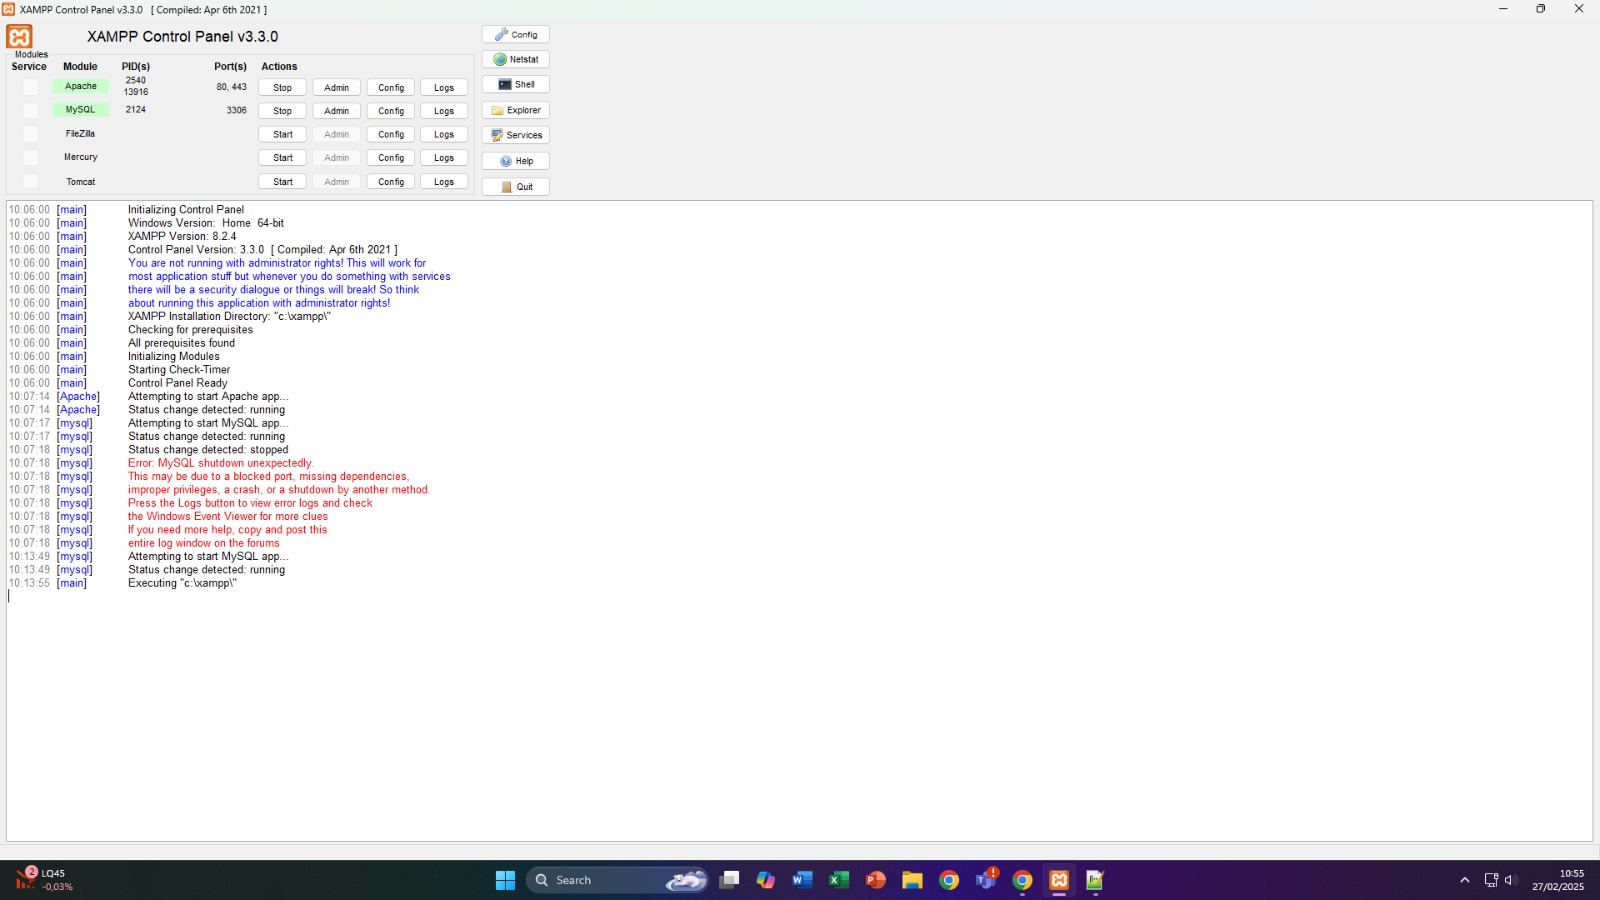 XAMPP Control Panel v3.3.0 [ Compiled: Apr 6th 2021 ]
XAMPP Control Panel v3.3.0
Config
Modules
Service Module PID(s) Port(s) Actions
Netstat
Apache 2540 13916 80, 443 Stop Admin Config Logs
Shell
MySQL 2124 3306 Stop Admin Config Logs
Explorer
FileZilla Start Admin Config Logs
Services
Mercury Start Admin Config Logs
Help
Tomcat Start Admin Config Logs
Quit
10:06:00 [main] Initializing Control Panel
10:06:00 [main] Windows Version: Home 64-bit
10:06:00 [main] XAMPP Version: 8.2.4
10:06:00 [main] Control Panel Version: 3.3.0 [ Compiled: Apr 6th 2021 ]
10:06:00 [main] You are not running with administrator rights! This will work for
10:06:00 [main] most application stuff but whenever you do something with services
10:06:00 [main] there will be a security dialogue or things will break! So think
10:06:00 [main] about running this application with administrator rights!
10:06:00 [main] XAMPP Installation Directory: "c:\xampp\"
10:06:00 [main] Checking for prerequisites
10:06:00 [main] All prerequisites found
10:06:00 [main] Initializing Modules
10:06:00 [main] Starting Check-Timer
10:06:00 [main] Control Panel Ready
10:07:14 [Apache] Attempting to start Apache app...
10:07:14 [Apache] Status change detected: running
10:07:17 [mysql] Attempting to start MySQL app...
10:07:17 [mysql] Status change detected: running
10:07:18 [mysql] Status change detected: stopped
10:07:18 [mysql] Error: MySQL shutdown unexpectedly.
10:07:18 [mysql] This may be due to a blocked port, missing dependencies,
10:07:18 [mysql] improper privileges, a crash, or a shutdown by another method.
10:07:18 [mysql] Press the Logs button to view error logs and check
10:07:18 [mysql] the Windows Event Viewer for more clues
10:07:18 [mysql] If you need more help, copy and post this
10:07:18 [mysql] entire log window on the forums
10:13:49 [mysql] Attempting to start MySQL app...
10:13:49 [mysql] Status change detected: running
10:13:55 [main] Executing "c:\xampp\"
2 LQ45
-0,03%
Search
10:55
27/02/2025